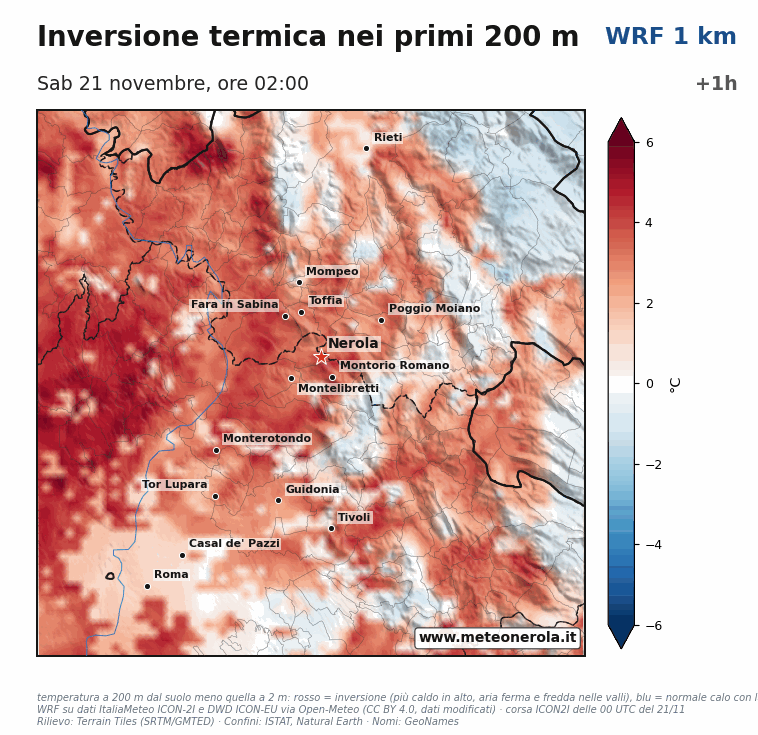 Inversione termica nei primi 200 m
WRF 1 km
Sab 21 novembre, ore 02:00
+1h
Rieti
Mompeo
Fara in Sabina
Toffia
Poggio Moiano
Nerola
Montorio Romano
Montelibretti
Monterotondo
Tor Lupara
Guidonia
Tivoli
Casal de' Pazzi
Roma
www.meteonerola.it
6
4
2
0
−2
−4
−6
°C
temperatura a 200 m dal suolo meno quella a 2 m: rosso = inversione (più caldo in alto, aria ferma e fredda nelle valli), blu = normale calo con l
WRF su dati ItaliaMeteo ICON-2I e DWD ICON-EU via Open-Meteo (CC BY 4.0, dati modificati) · corsa ICON2I delle 00 UTC del 21/11
Rilievo: Terrain Tiles (SRTM/GMTED) · Confini: ISTAT, Natural Earth · Nomi: GeoNames